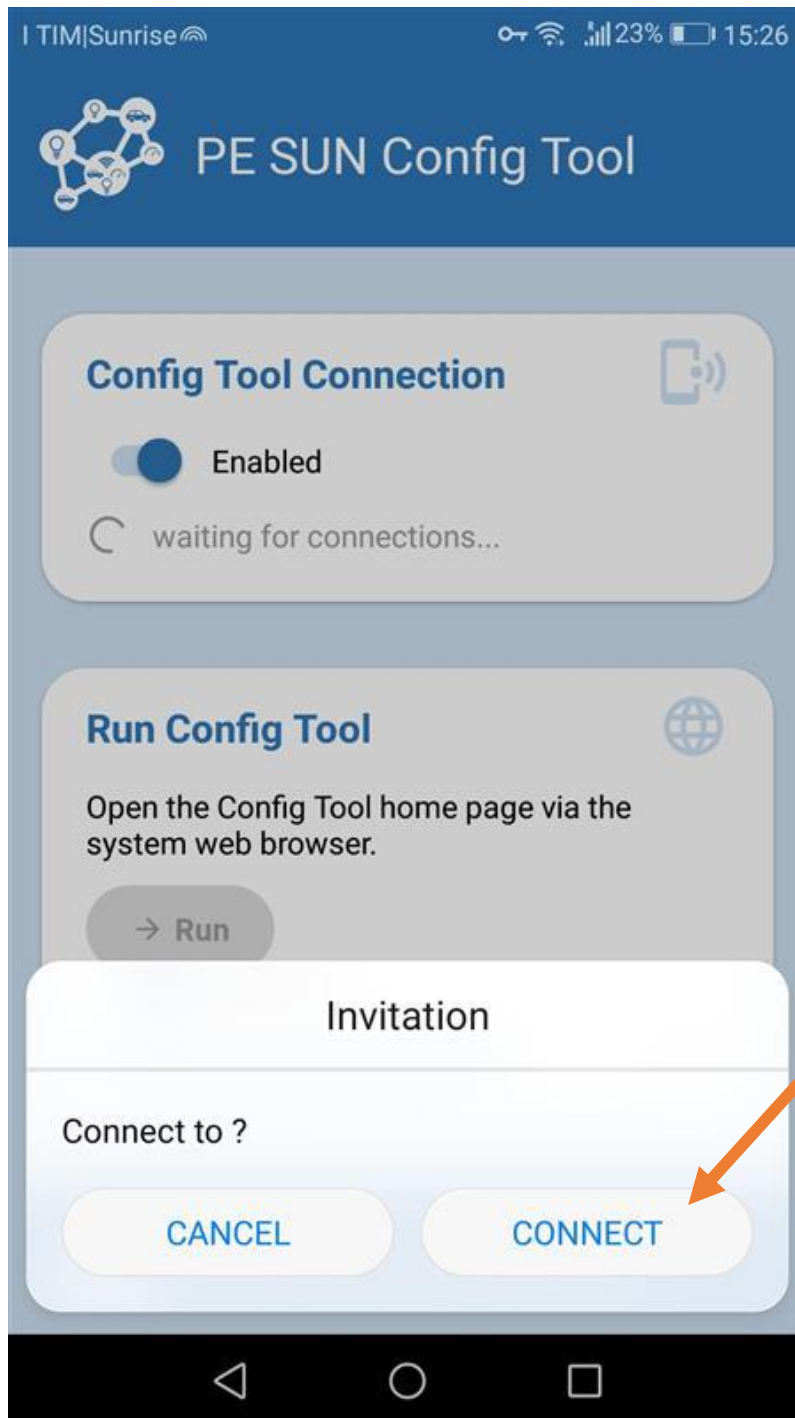 I TIM|Sunrise 23% 15:26
PE SUN Config Tool
Config Tool Connection
Enabled
waiting for connections...
Run Config Tool
Open the Config Tool home page via the
system web browser.
→ Run
Invitation
Connect to ?
CANCEL CONNECT